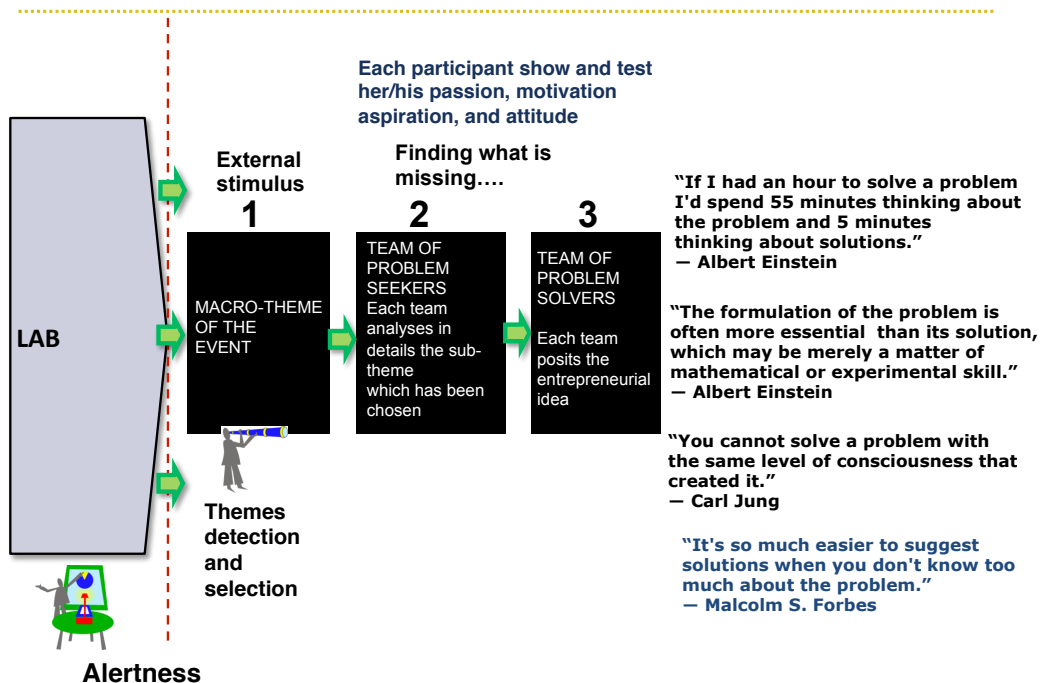 Each participant show and test
her/his passion, motivation
aspiration, and attitude
External
stimulus
1
Finding what is
missing....
2
3
LAB
MACRO-THEME
OF THE
EVENT
TEAM OF
PROBLEM
SEEKERS
Each team
analyses in
details the sub-
theme
which has been
chosen
TEAM OF
PROBLEM
SOLVERS
Each team
posits the
entrepreneurial
idea
Themes
detection
and
selection
Alertness
“If I had an hour to solve a problem
I'd spend 55 minutes thinking about
the problem and 5 minutes
thinking about solutions.”
― Albert Einstein
“The formulation of the problem is
often more essential than its solution,
which may be merely a matter of
mathematical or experimental skill.”
― Albert Einstein
“You cannot solve a problem with
the same level of consciousness that
created it.”
― Carl Jung
“It's so much easier to suggest
solutions when you don't know too
much about the problem.”
― Malcolm S. Forbes